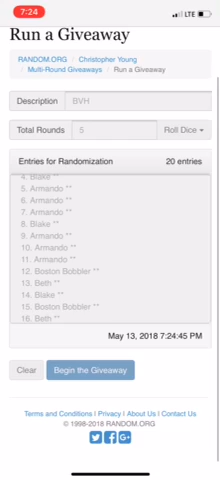 7:24
LTE
Run a Giveaway
RANDOM.ORG / Christopher Young
/ Multi-Round Giveaways / Run a Giveaway
Description BVH
Total Rounds 5 Roll Dice
Entries for Randomization 20 entries
4. Blake **
5. Armando **
6. Armando **
7. Armando **
8. Blake **
9. Armando **
10. Armando **
11. Armando **
12. Boston Bobbler **
13. Beth **
14. Blake **
15. Boston Bobbler **
16. Beth **
May 13, 2018 7:24:45 PM
Clear Begin the Giveaway
Terms and Conditions | Privacy | About Us | Contact Us
© 1998-2018 RANDOM.ORG